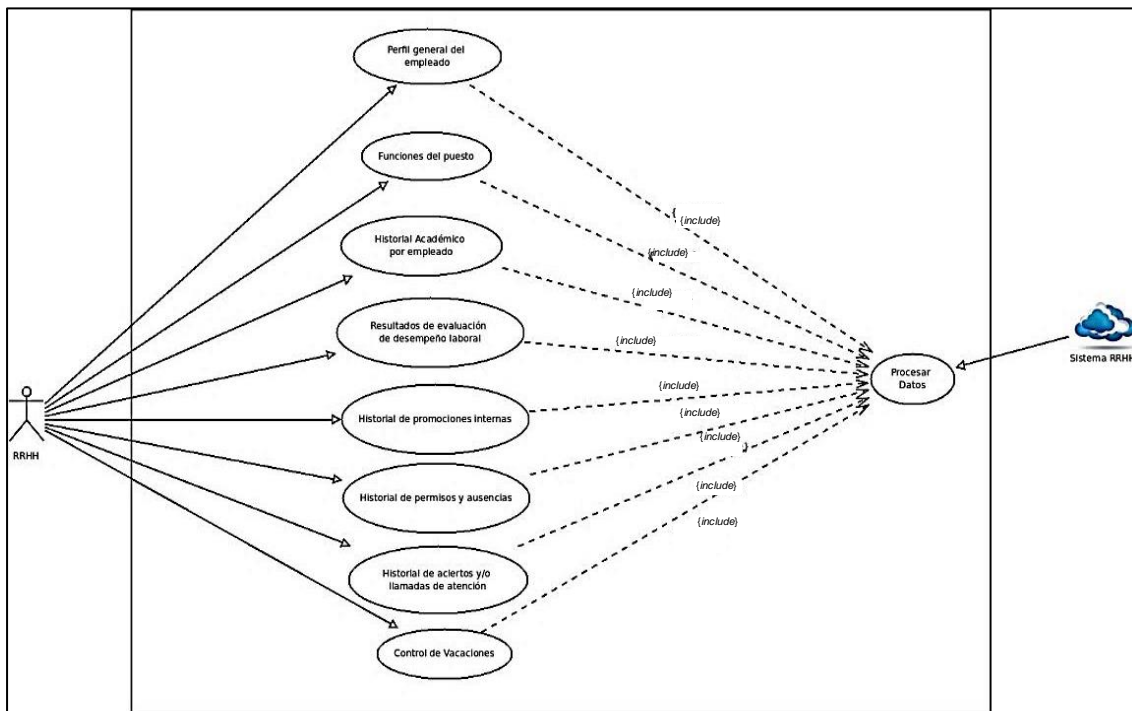 Perfil general del
empleado
Funciones del puesto
{
{include}
Historial Académico
por empleado
{include}
{include}
Resultados de evaluación
de desempeño laboral
{include}
Sistema RRHH
Procesar
Datos
{include}
Historial de promociones internas
{include}
{include}
}
RRHH
Historial de permisos y ausencias
{include}
{include}
Historial de aciertos y/o
llamadas de atención
Control de Vacaciones